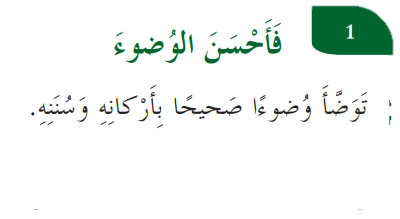 1
فَأَحْسَنَ الوُضوءَ
تَوَضَّأَ وُضوءًا صَحيحًا بِأَرْكانِهِ وَسُنَنِهِ.